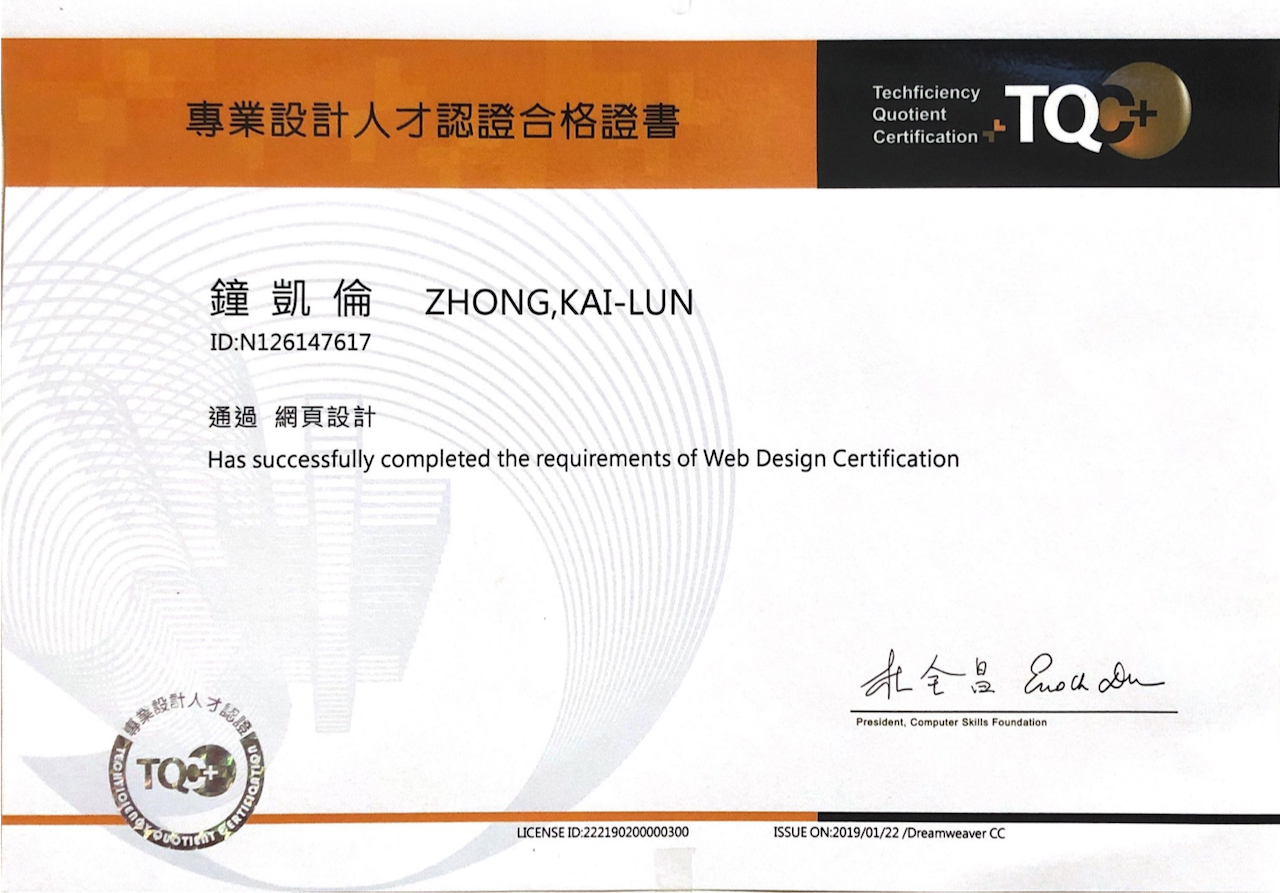 專業設計人才認證合格證書
Techficiency
Quotient
Certification
TQC+
鐘凱倫 ZHONG,KAI-LUN
ID:N126147617
通過 網頁設計
Has successfully completed the requirements of Web Design Certification
杜全昌 Enoch Du
President, Computer Skills Foundation
專業設計人才認證
TQC+
TECHFICIENCY QUOTIENT CERTIFICATION
LICENSE ID:222190200000300 ISSUE ON:2019/01/22 /Dreamweaver CC